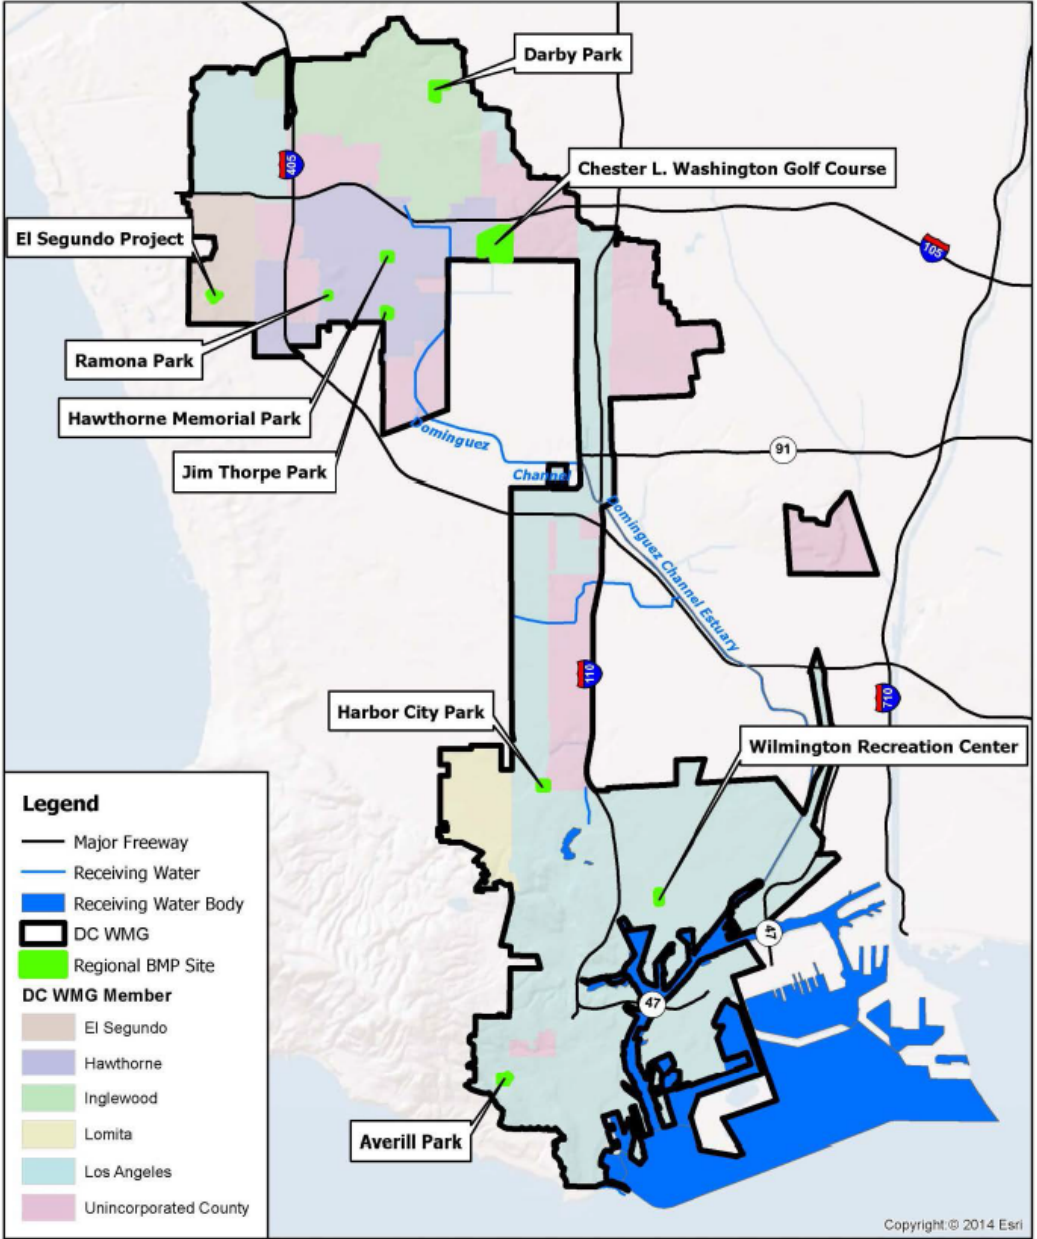 Darby Park
405
Chester L. Washington Golf Course
El Segundo Project
105
Ramona Park
Hawthorne Memorial Park
Dominguez
91
Jim Thorpe Park
Channel
Dominguez Channel Estuary
110
710
Harbor City Park
Wilmington Recreation Center
Legend
Major Freeway
Receiving Water
Receiving Water Body
DC WMG
47
Regional BMP Site
DC WMG Member
47
El Segundo
Hawthorne
Inglewood
Lomita
Averill Park
Los Angeles
Unincorporated County
Copyright:© 2014 Esri